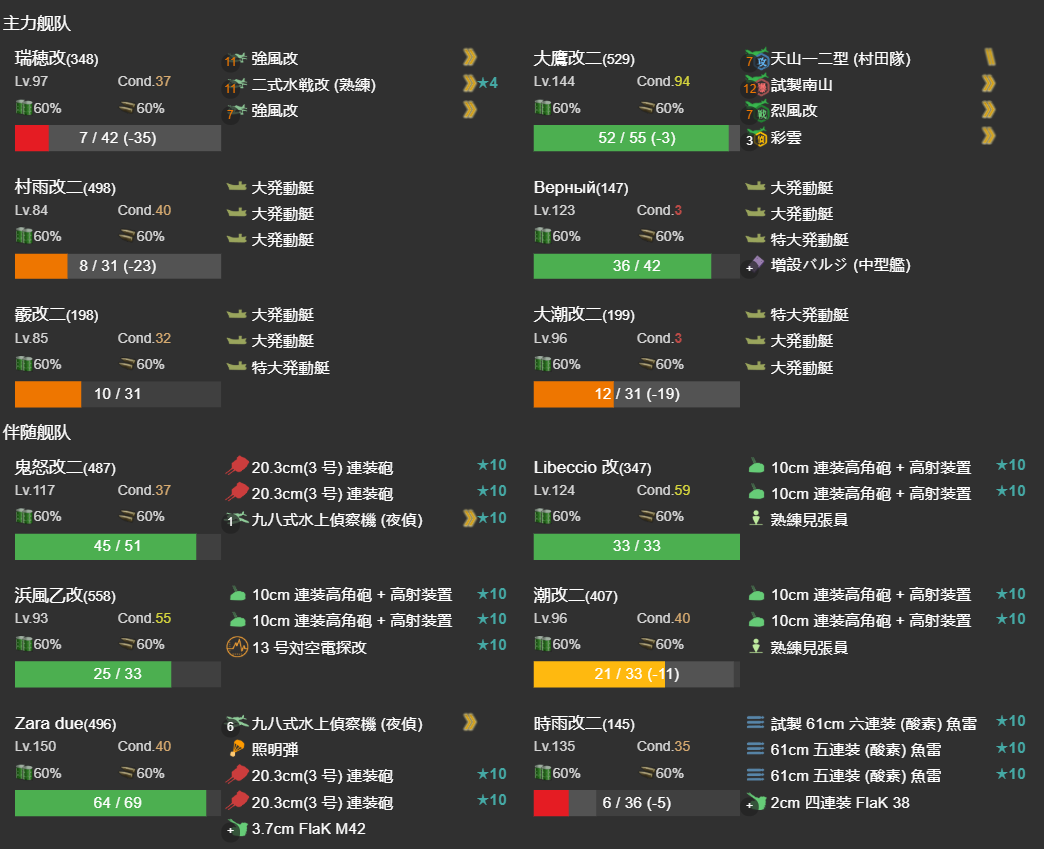 主力舰队
瑞穂改(348)
Lv.97 Cond.37
60% 60%
7 / 42 (-35)
11 強風改
11 二式水戦改 (熟練) ★4
7 強風改
大鷹改二(529)
Lv.144 Cond.94
60% 60%
52 / 55 (-3)
7 攻 天山一二型 (村田隊)
12 爆 試製南山
7 戦 烈風改
3 偵 彩雲
村雨改二(498)
Lv.84 Cond.40
60% 60%
8 / 31 (-23)
大発動艇
大発動艇
大発動艇
Верный(147)
Lv.123 Cond.3
60% 60%
36 / 42
大発動艇
大発動艇
特大発動艇
+ 増設バルジ (中型艦)
霰改二(198)
Lv.85 Cond.32
60% 60%
10 / 31
大発動艇
大発動艇
特大発動艇
大潮改二(199)
Lv.96 Cond.3
60% 60%
12 / 31 (-19)
特大発動艇
大発動艇
大発動艇
伴随舰队
鬼怒改二(487)
Lv.117 Cond.37
60% 60%
45 / 51
20.3cm(3 号) 連装砲 ★10
20.3cm(3 号) 連装砲 ★10
1 九八式水上偵察機 (夜偵) ★10
Libeccio 改(347)
Lv.124 Cond.59
60% 60%
33 / 33
10cm 連装高角砲 + 高射装置 ★10
10cm 連装高角砲 + 高射装置 ★10
熟練見張員
浜風乙改(558)
Lv.93 Cond.55
60% 60%
25 / 33
10cm 連装高角砲 + 高射装置 ★10
10cm 連装高角砲 + 高射装置 ★10
13 号対空電探改 ★10
潮改二(407)
Lv.96 Cond.40
60% 60%
21 / 33 (-11)
10cm 連装高角砲 + 高射装置 ★10
10cm 連装高角砲 + 高射装置 ★10
熟練見張員
Zara due(496)
Lv.150 Cond.40
60% 60%
64 / 69
6 九八式水上偵察機 (夜偵)
照明弾
20.3cm(3 号) 連装砲 ★10
20.3cm(3 号) 連装砲 ★10
+ 3.7cm FlaK M42
時雨改二(145)
Lv.135 Cond.35
60% 60%
6 / 36 (-5)
試製 61cm 六連装 (酸素) 魚雷 ★10
61cm 五連装 (酸素) 魚雷 ★10
61cm 五連装 (酸素) 魚雷 ★10
+ 2cm 四連装 FlaK 38